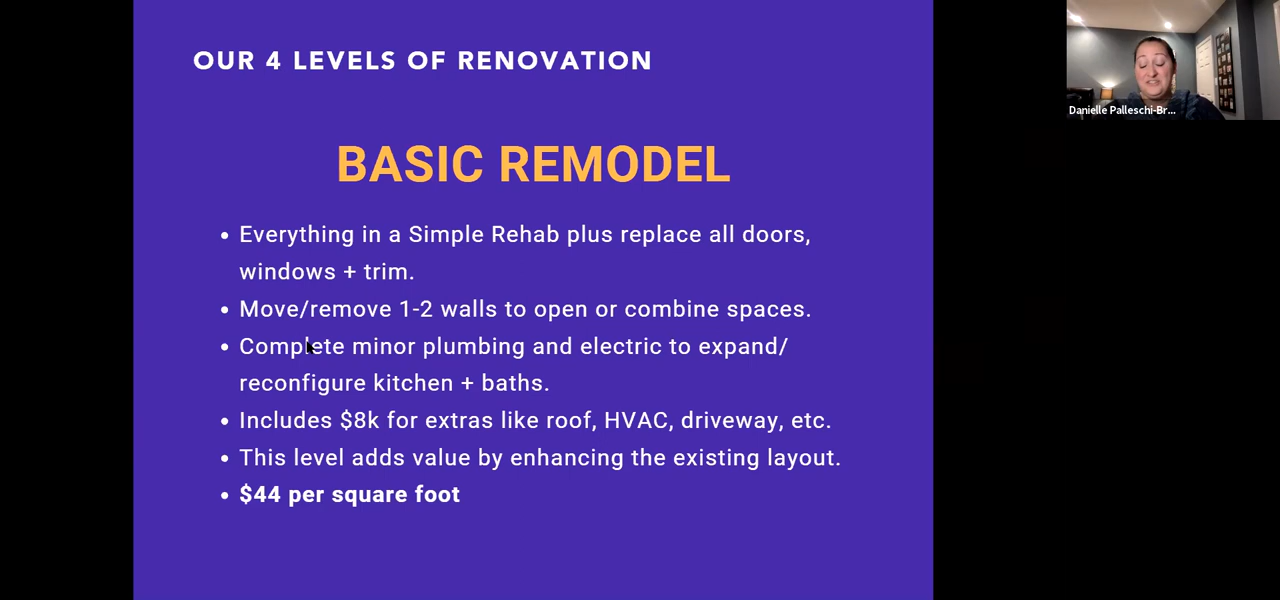 OUR 4 LEVELS OF RENOVATION
BASIC REMODEL
• Everything in a Simple Rehab plus replace all doors,
windows + trim.
• Move/remove 1-2 walls to open or combine spaces.
• Complete minor plumbing and electric to expand/
reconfigure kitchen + baths.
• Includes $8k for extras like roof, HVAC, driveway, etc.
• This level adds value by enhancing the existing layout.
• $44 per square foot
Danielle Palleschi-Br...